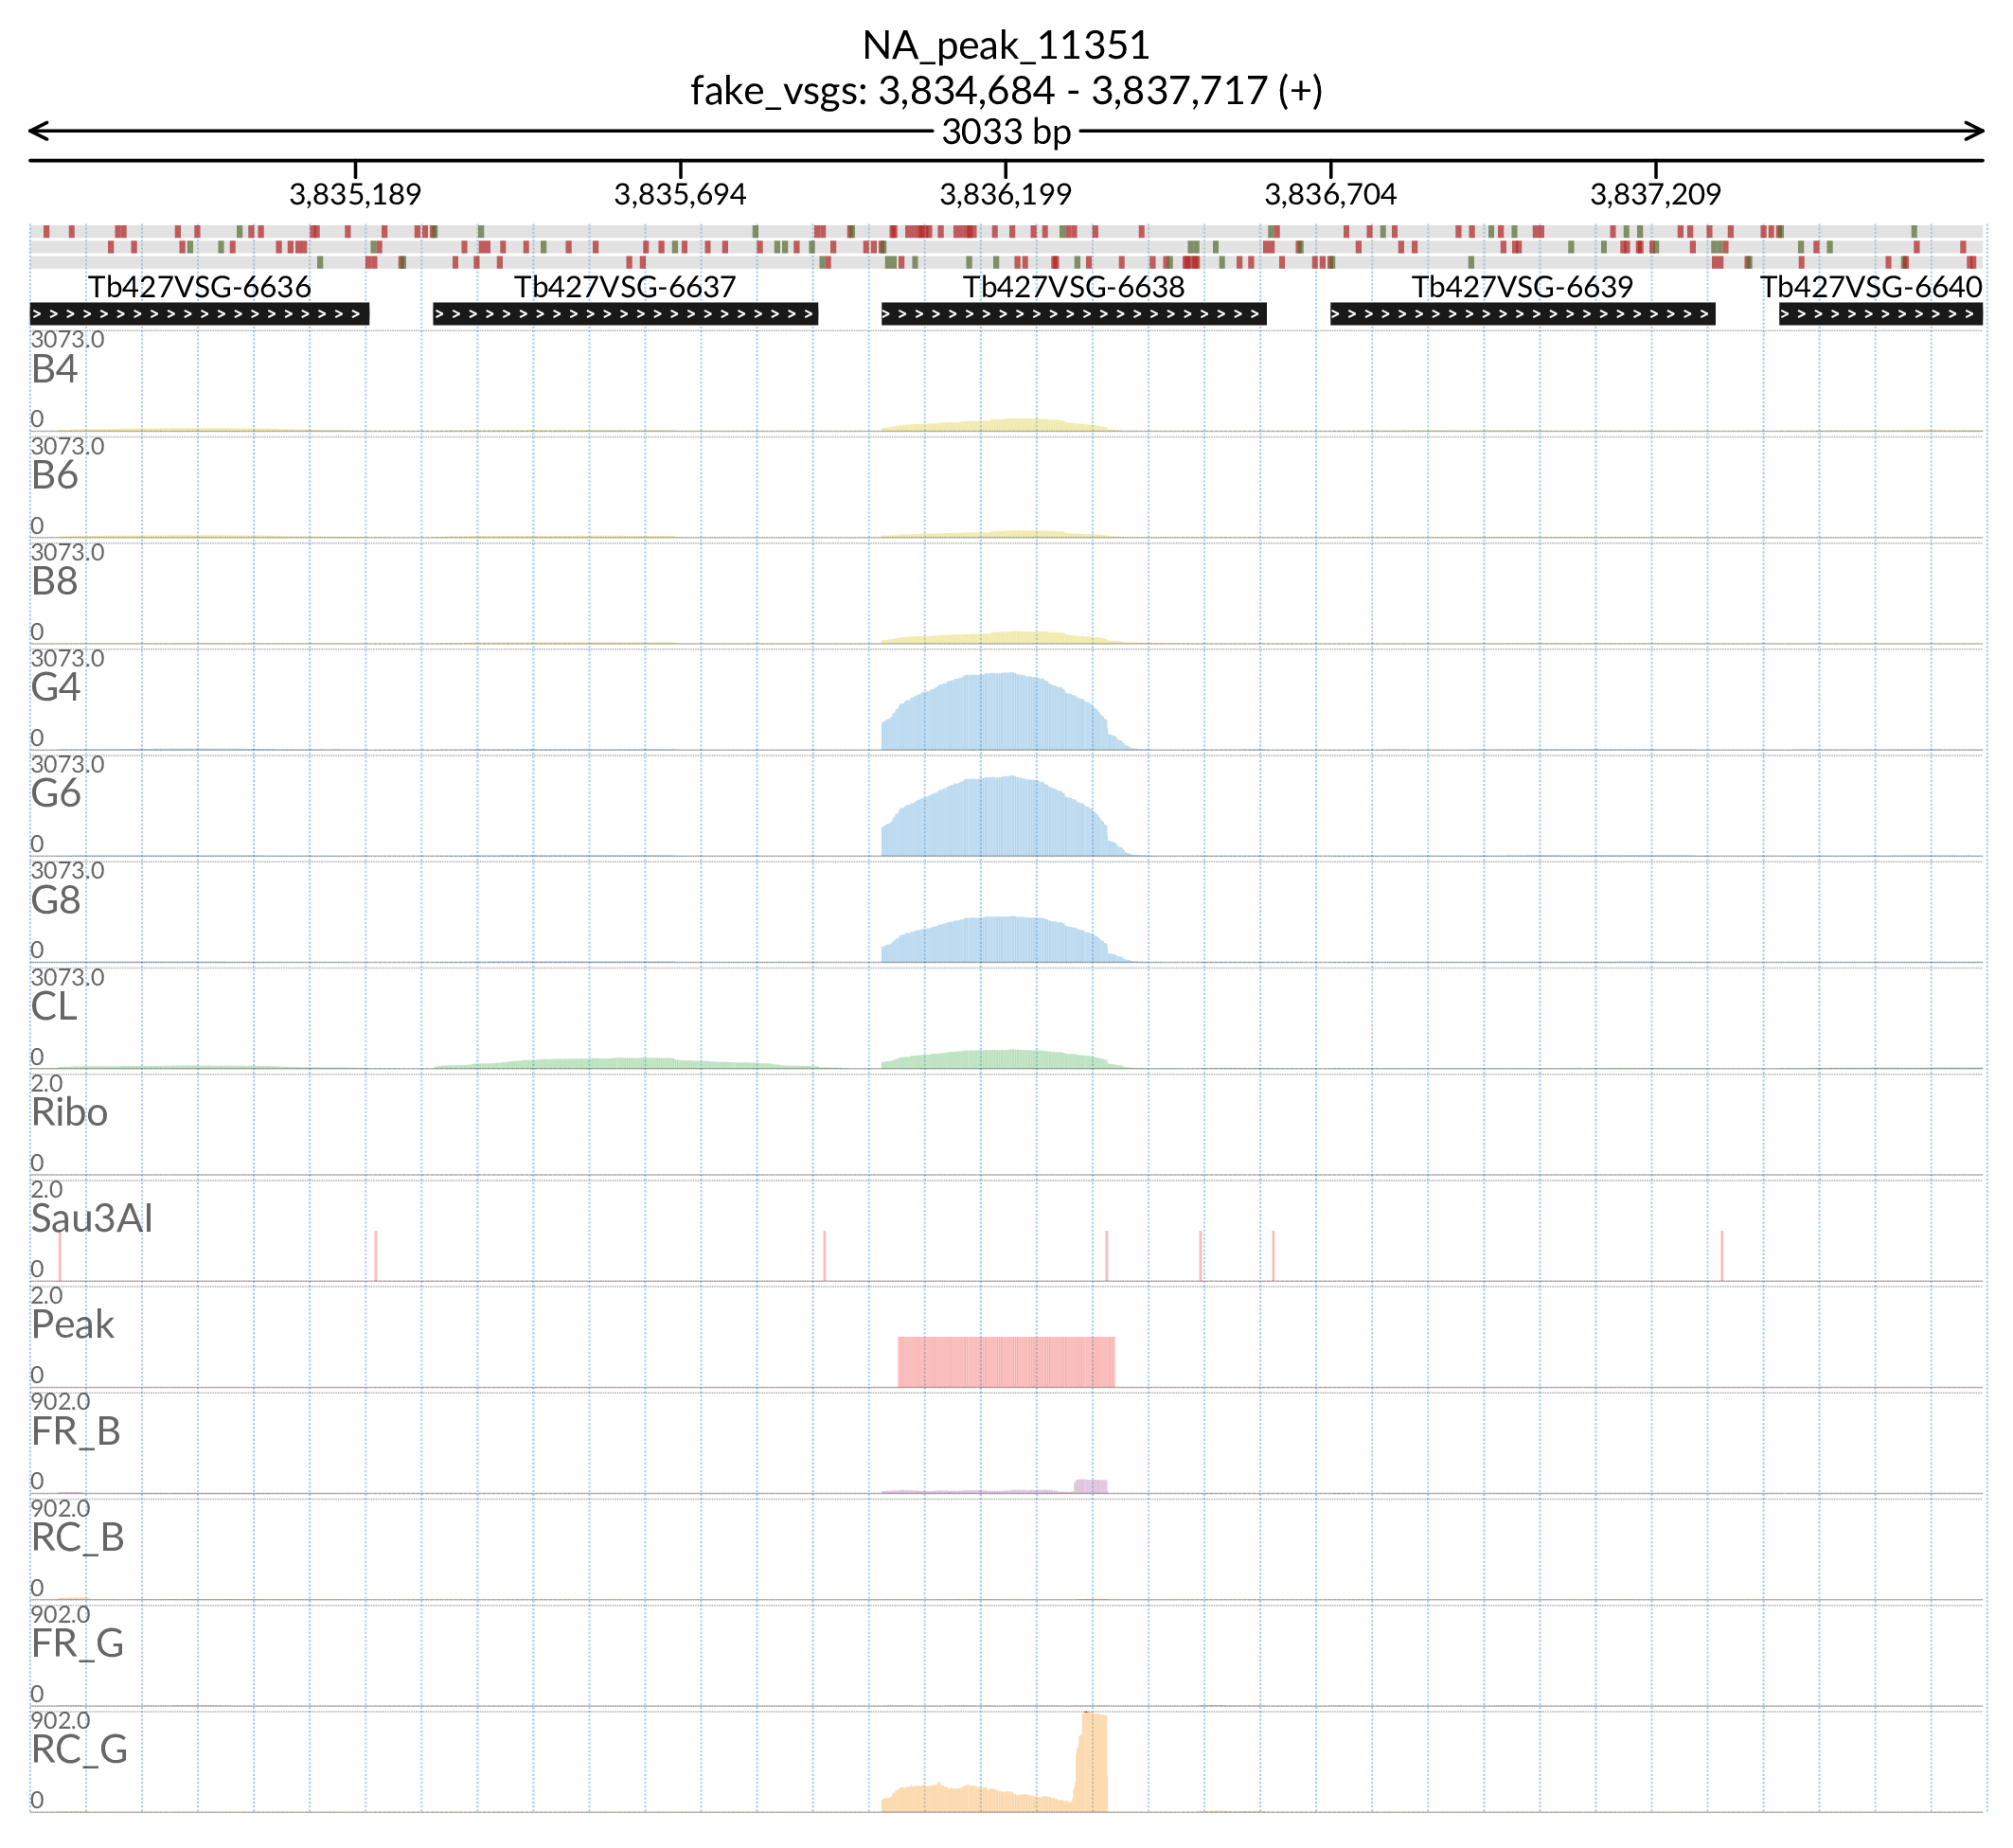 NA_peak_11351
fake_vsgs: 3,834,684 - 3,837,717 (+)
3033 bp
3,835,189 3,835,694 3,836,199 3,836,704 3,837,209
Tb427VSG-6636 Tb427VSG-6637 Tb427VSG-6638 Tb427VSG-6639 Tb427VSG-6640
3073.0
B4
0
3073.0
B6
0
3073.0
B8
0
3073.0
G4
0
3073.0
G6
0
3073.0
G8
0
3073.0
CL
0
2.0
Ribo
0
2.0
Sau3AI
0
2.0
Peak
0
902.0
FR_B
0
902.0
RC_B
0
902.0
FR_G
0
902.0
RC_G
0